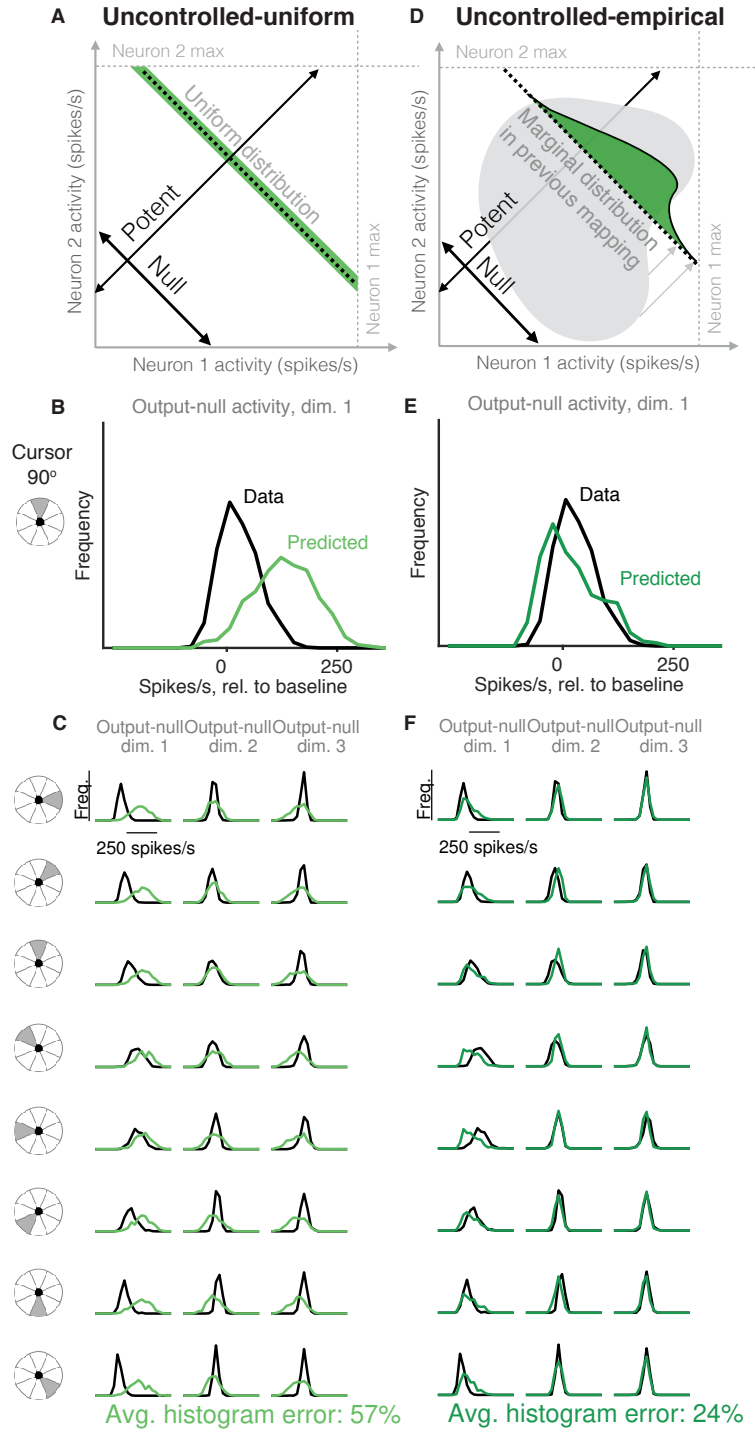 A
Uncontrolled-uniform
Neuron 2 max
Uniform distribution
Potent
Null
Neuron 1 max
Neuron 2 activity (spikes/s)
Neuron 1 activity (spikes/s)
D
Uncontrolled-empirical
Neuron 2 max
Marginal distribution
in previous mapping
Potent
Null
Neuron 1 max
Neuron 2 activity (spikes/s)
Neuron 1 activity (spikes/s)
B
Output-null activity, dim. 1
Cursor
90º
Frequency
Data
Predicted
0
250
Spikes/s, rel. to baseline
E
Output-null activity, dim. 1
Frequency
Data
Predicted
0
250
Spikes/s, rel. to baseline
C
Output-null
dim. 1
Output-null
dim. 2
Output-null
dim. 3
Freq.
250 spikes/s
Avg. histogram error: 57%
F
Output-null
dim. 1
Output-null
dim. 2
Output-null
dim. 3
Freq.
250 spikes/s
Avg. histogram error: 24%